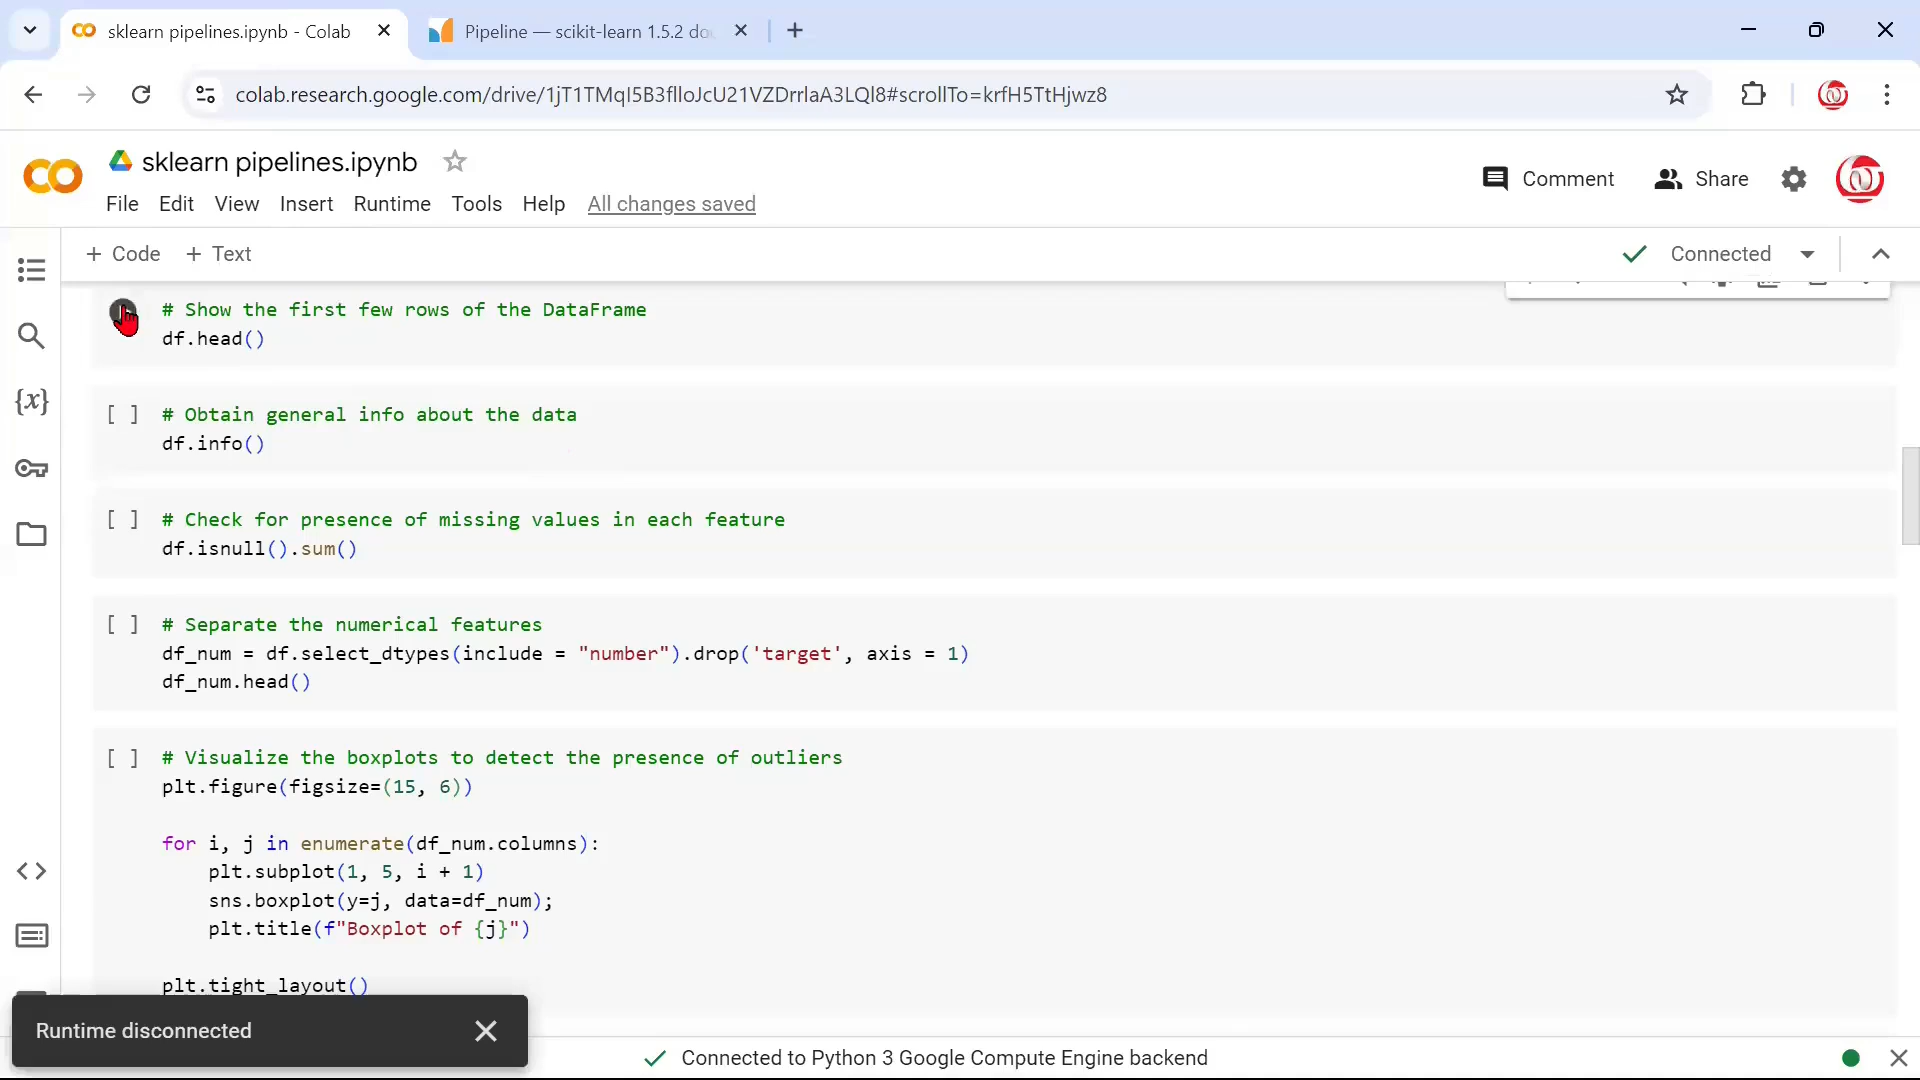 sklearn pipelines.ipynb - Colab
Pipeline — scikit-learn 1.5.2 do
colab.research.google.com/drive/1jT1TMqI5B3flloJcU21VZDrrlaA3LQl8#scrollTo=krfH5TtHjwz8
sklearn pipelines.ipynb
Comment
Share
File Edit View Insert Runtime Tools Help All changes saved
+ Code + Text
Connected
# Show the first few rows of the DataFrame
df.head()
[ ] # Obtain general info about the data
df.info()
[ ] # Check for presence of missing values in each feature
df.isnull().sum()
[ ] # Separate the numerical features
df_num = df.select_dtypes(include = "number").drop('target', axis = 1)
df_num.head()
[ ] # Visualize the boxplots to detect the presence of outliers
plt.figure(figsize=(15, 6))
for i, j in enumerate(df_num.columns):
plt.subplot(1, 5, i + 1)
sns.boxplot(y=j, data=df_num);
plt.title(f"Boxplot of {j}")
plt.tight_layout()
Runtime disconnected
Connected to Python 3 Google Compute Engine backend